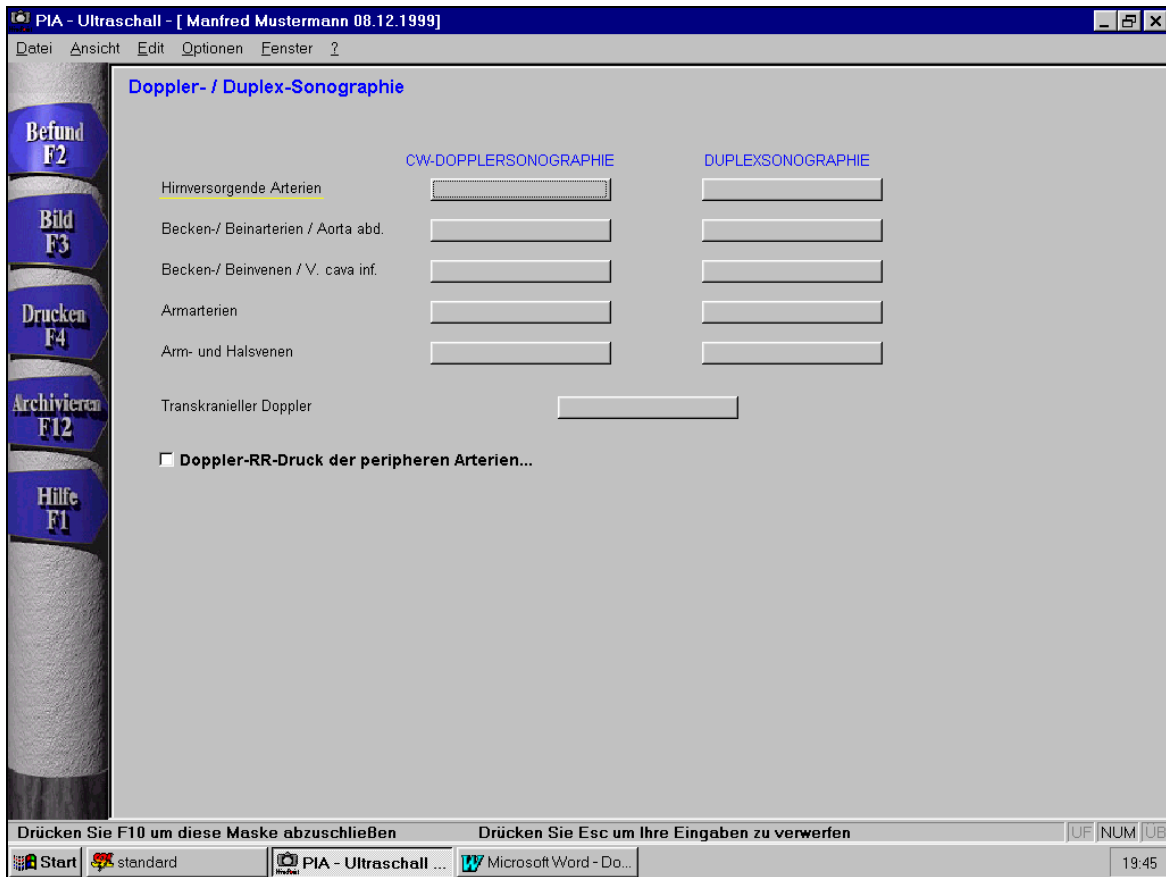 PIA - Ultraschall - [ Manfred Mustermann 08.12.1999]
Datei Ansicht Edit Optionen Fenster ?
Doppler- / Duplex-Sonographie
Befund
F2
Bild
F3
Drucken
F4
Archivieren
F12
Hilfe
F1
CW-DOPPLERSONOGRAPHIE DUPLEXSONOGRAPHIE
Hirnversorgende Arterien
Becken-/ Beinarterien / Aorta abd.
Becken-/ Beinvenen / V. cava inf.
Armarterien
Arm- und Halsvenen
Transkranieller Doppler
Doppler-RR-Druck der peripheren Arterien...
Drücken Sie F10 um diese Maske abzuschließen Drücken Sie Esc um Ihre Eingaben zu verwerfen UF NUM ÜB
Start standard PIA - Ultraschall ... Microsoft Word - Do... 19:45